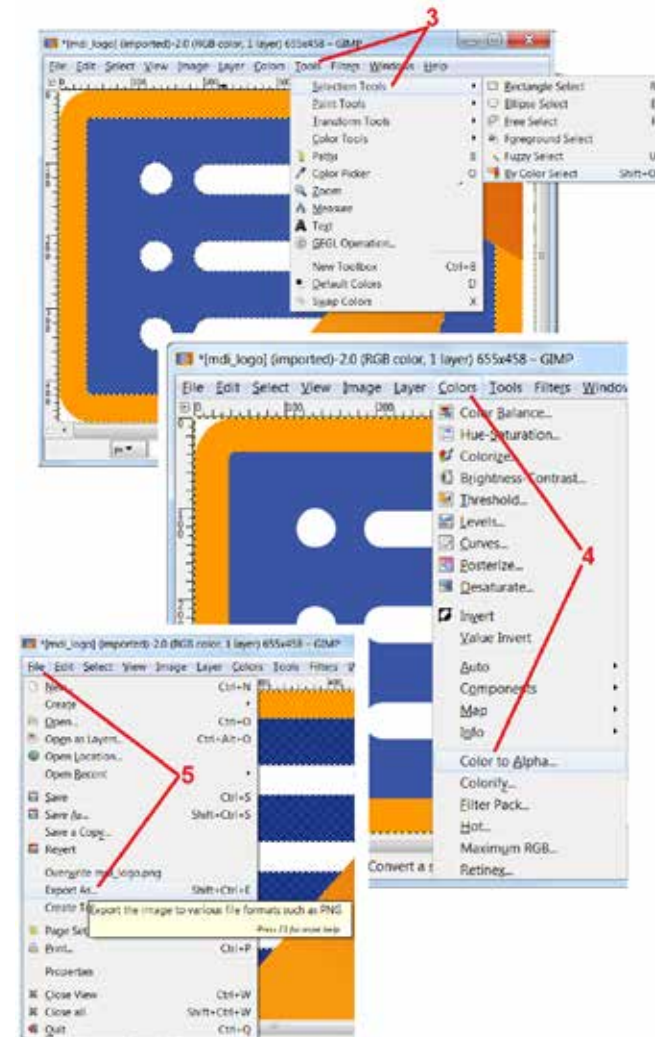 3
*[mdi_logo] (imported)-2.0 (RGB color, 1 layer) 655x458 – GIMP
File Edit Select View Image Layer Colors Tools Filters Windows Help
Selection Tools
Paint Tools
Transform Tools
Color Tools
Paths B
Color Picker O
Zoom
Measure
Text
GEGL Operation...
New Toolbox Ctrl+B
Default Colors D
Swap Colors X
Rectangle Select R
Ellipse Select E
Free Select F
Foreground Select
Fuzzy Select U
By Color Select Shift+O
px
*[mdi_logo] (imported)-2.0 (RGB color, 1 layer) 655x458 – GIMP
File Edit Select View Image Layer Colors Tools Filters Window
Color Balance...
Hue-Saturation...
Colorize...
Brightness-Contrast...
Threshold...
Levels...
Curves...
Posterize...
Desaturate...
Invert
Value Invert
Auto
Components
Map
Info
Color to Alpha...
Colorify...
Filter Pack...
Hot...
Maximum RGB...
Retinex...
4
Convert a s
*[mdi_logo] (imported)-2.0 (RGB color, 1 layer) 655x458 – GIMP
File Edit Select View Image Layer Colors Tools Filters W
New... Ctrl+N
Create
Open... Ctrl+O
Open as Layers... Ctrl+Alt+O
Open Location...
Open Recent
Save Ctrl+S
Save As... Shift+Ctrl+S
Save a Copy...
Revert
Overwrite mdi_logo.png
Export As... Shift+Ctrl+E
Create
Export the image to various file formats such as PNG
Press F1 for more help
Page Set
Print... Ctrl+P
Properties
Close View Ctrl+W
Close all Shift+Ctrl+W
Quit Ctrl+Q
5